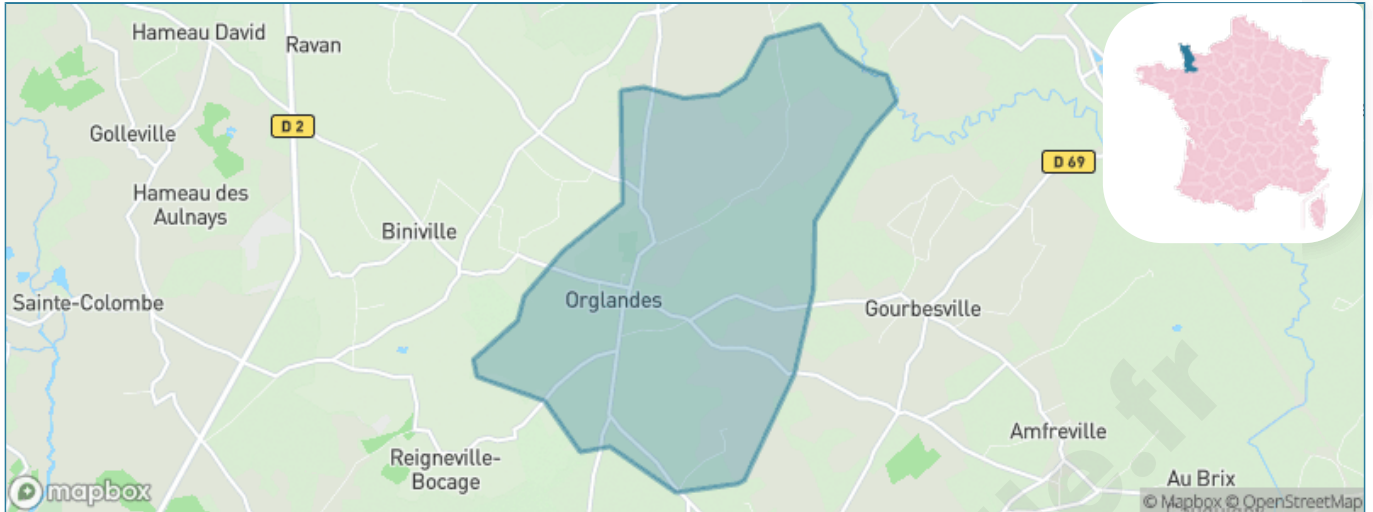 Hameau David
Ravan
Golleville
D 2
D 69
Hameau des
Aulnays
Biniville
Sainte-Colombe
Orglandes
Gourbesville
Amfreville
Reigneville-
Bocage
Au Brix
mapbox
© Mapbox © OpenStreetMap